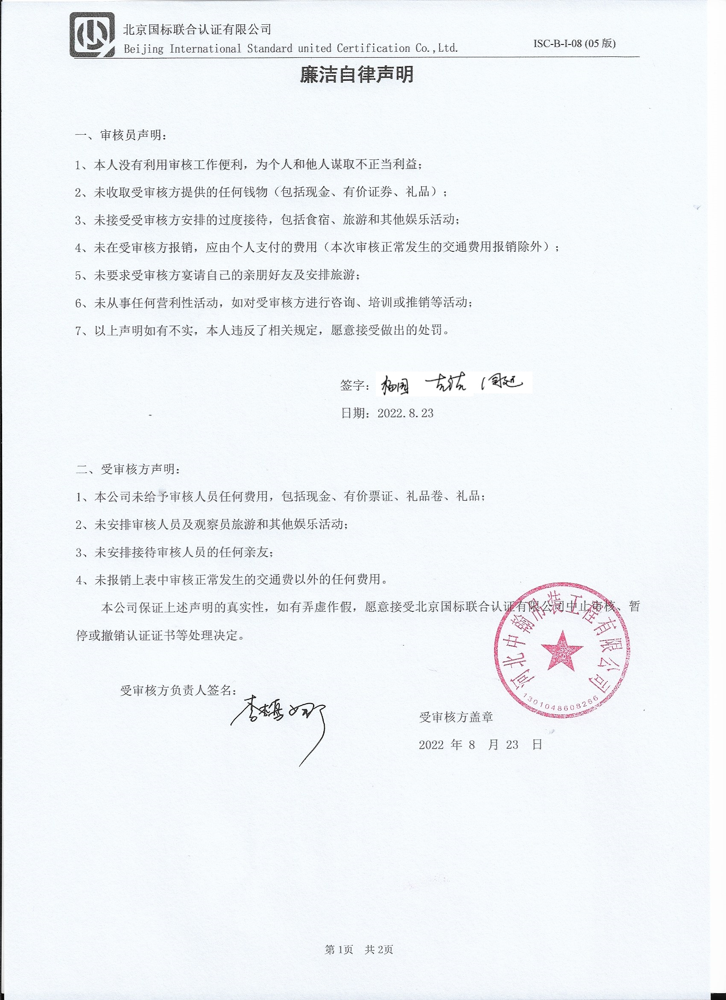 北京国标联合认证有限公司
Beijing International Standard united Certification Co.,Ltd.
ISC-B-I-08 (05 版)
廉洁自律声明
一、审核员声明：
1、本人没有利用审核工作便利，为个人和他人谋取不正当利益；
2、未收取受审核方提供的任何钱物（包括现金、有价证券、礼品）；
3、未接受受审核方安排的过度接待，包括食宿、旅游和其他娱乐活动；
4、未在受审核方报销，应由个人支付的费用（本次审核正常发生的交通费用报销除外）；
5、未要求受审核方宴请自己的亲朋好友及安排旅游；
6、未从事任何营利性活动，如对受审核方进行咨询、培训或推销等活动；
7、以上声明如有不实，本人违反了相关规定，愿意接受做出的处罚。
签字：
日期：2022.8.23
二、受审核方声明：
1、本公司未给予审核人员任何费用，包括现金、有价票证、礼品卷、礼品；
2、未安排审核人员及观察员旅游和其他娱乐活动；
3、未安排接待审核人员的任何亲友；
4、未报销上表中审核正常发生的交通费以外的任何费用。
本公司保证上述声明的真实性，如有弄虚作假，愿意接受北京国标联合认证有限公司中止审核、暂
停或撤销认证证书等处理决定。
河北中翰吊装工程有限公司
1301048608266
受审核方负责人签名：
受审核方盖章
2022 年 8 月 23 日
第 1页 共 2页